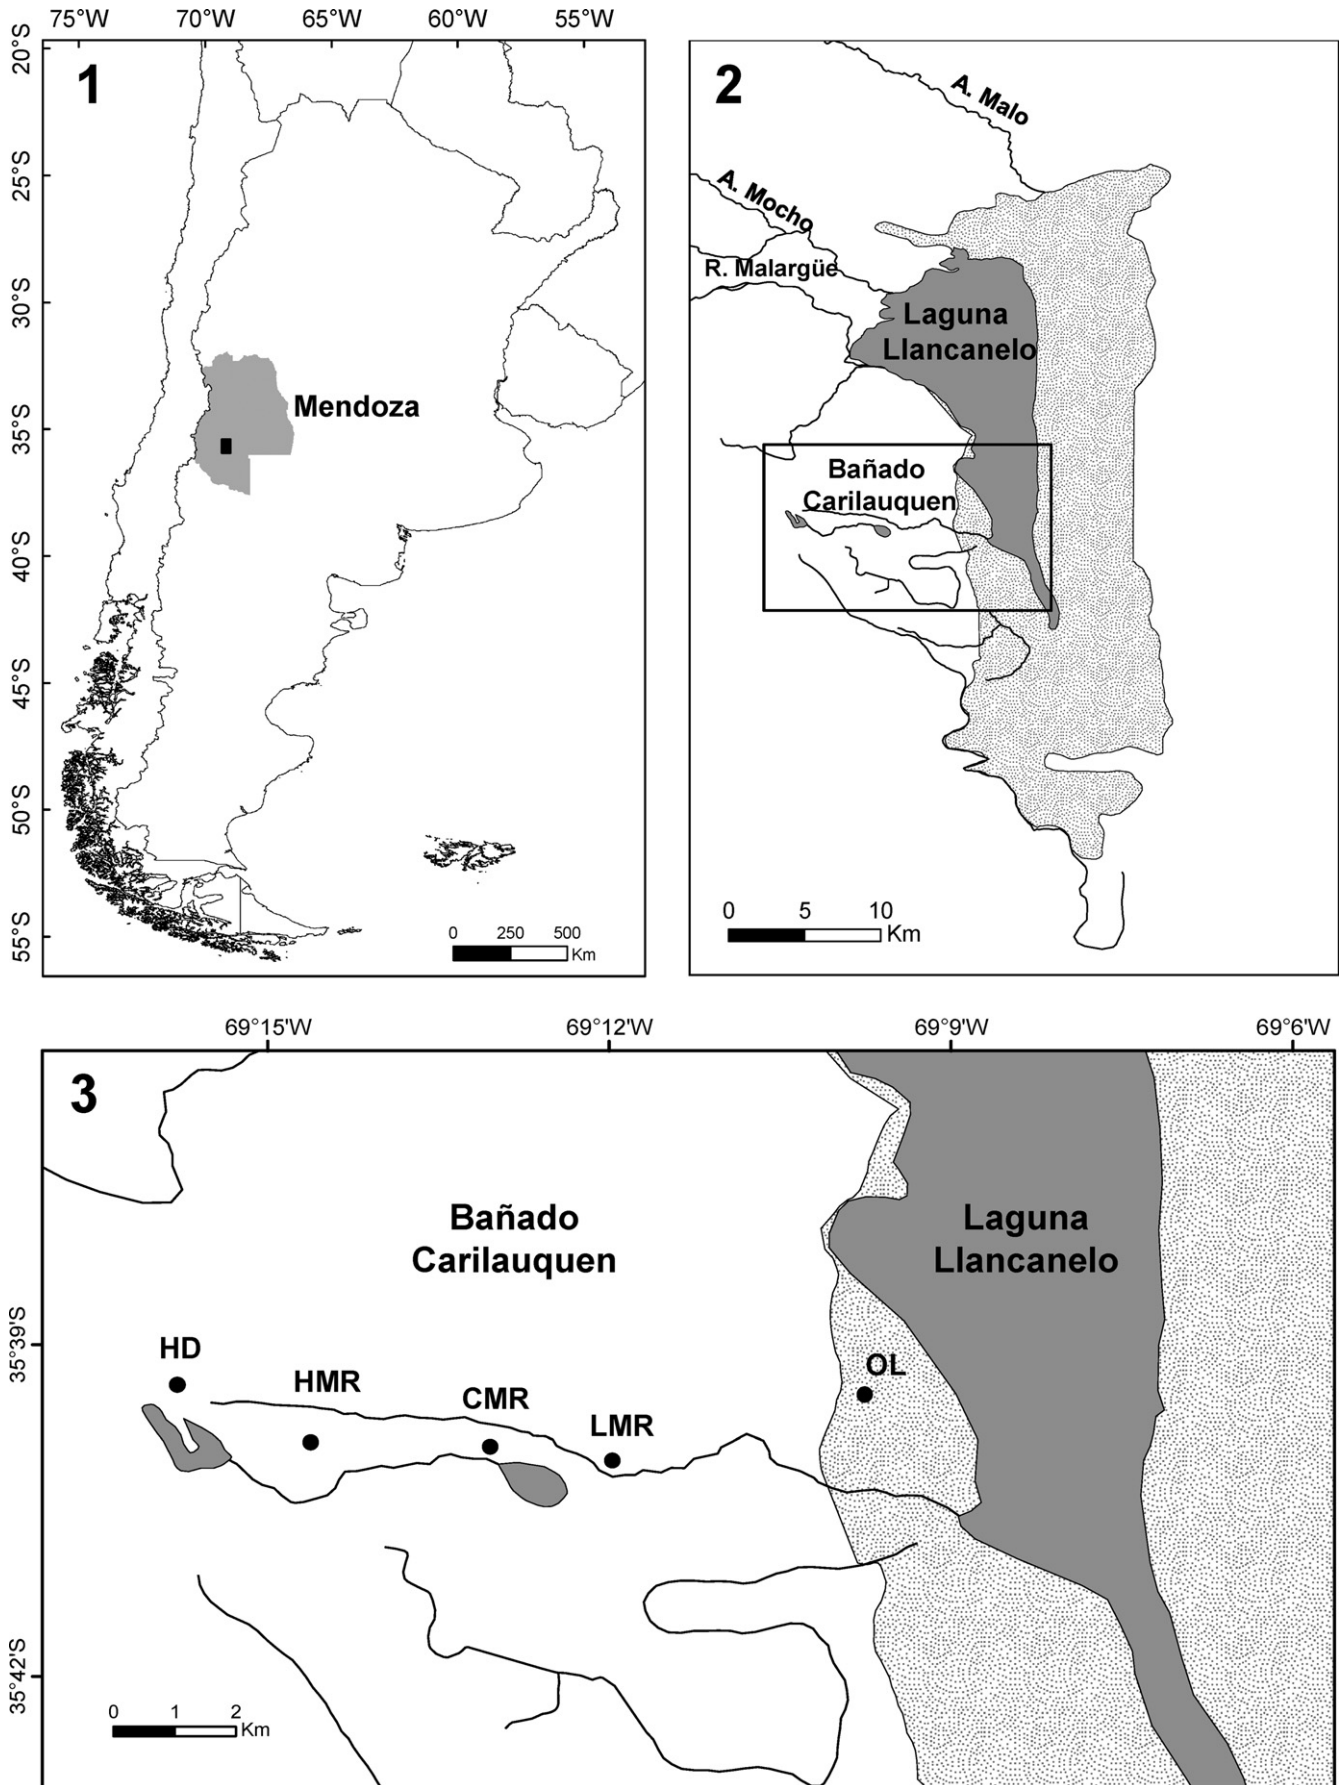 75°W 70°W 65°W 60°W 55°W
20°S
25°S
30°S
35°S
40°S
45°S
50°S
55°S
1
Mendoza
0 250 500
Km
2
A. Malo
A. Mocho
R. Malargüe
Laguna
Llancanelo
Bañado
Carilauquen
0 5 10
Km
69°15'W 69°12'W 69°9'W 69°6'W
35°39'S
35°42'S
3
Bañado
Carilauquen
Laguna
Llancanelo
HD
HMR
CMR
LMR
OL
0 1 2
Km